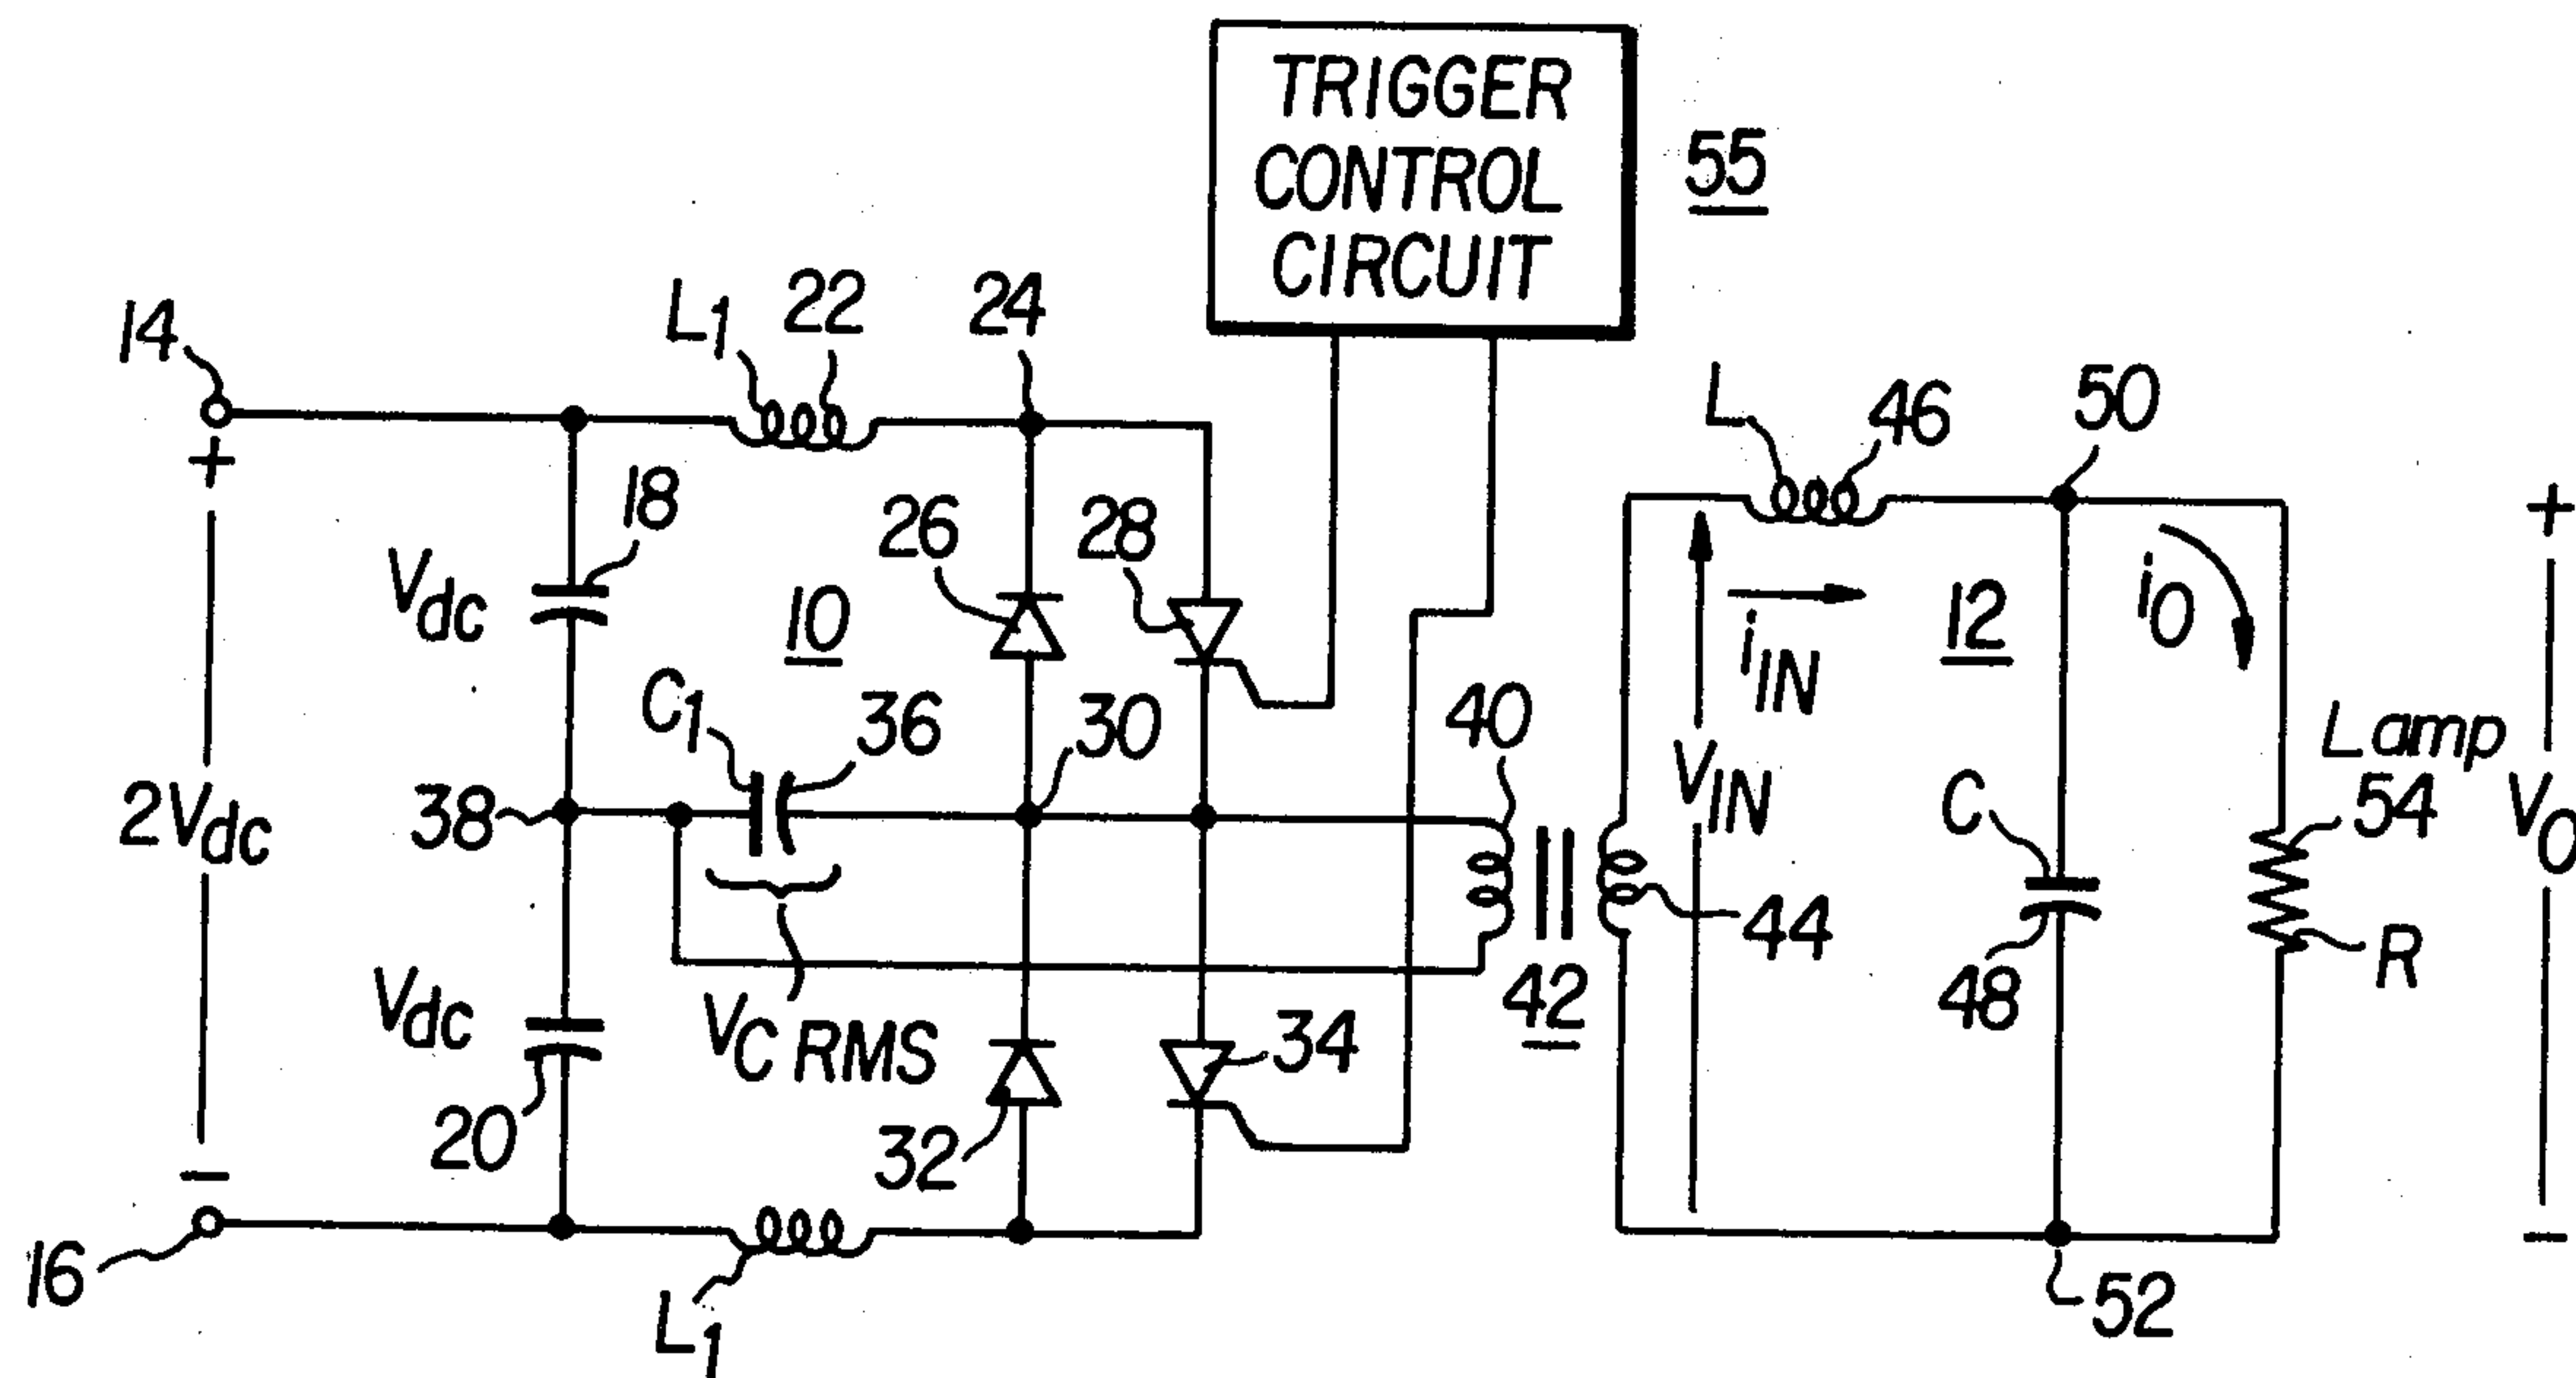 TRIGGER
CONTROL
CIRCUIT
55
14
L1
22
24
L
46
50
+
+
18
26
28
Vdc
10
iIN
12
iO
C1
36
30
40
VIN
Lamp
54
2Vdc
38
C
VO
44
R
Vdc
VC RMS
42
48
34
20
32
−
−
16
L1
52